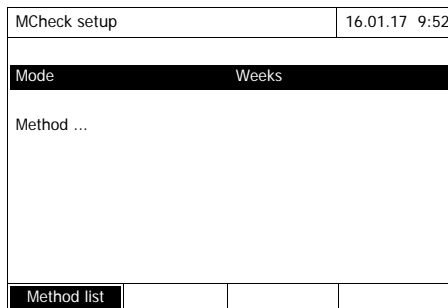 MCheck setup 16.01.17 9:52
Mode Weeks
Method ...
Method list